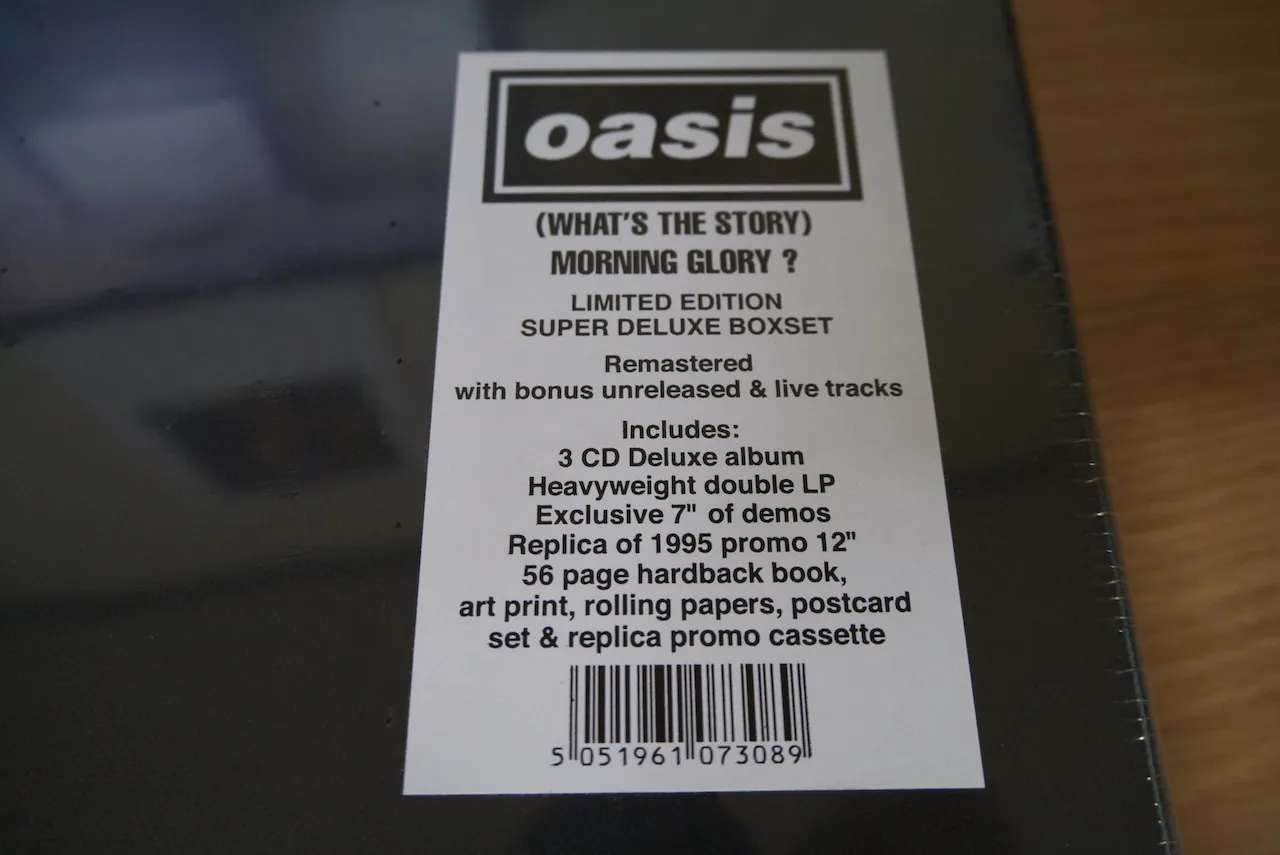 oasis
(WHAT'S THE STORY)
MORNING GLORY ?
LIMITED EDITION
SUPER DELUXE BOXSET
Remastered
with bonus unreleased & live tracks
Includes:
3 CD Deluxe album
Heavyweight double LP
Exclusive 7" of demos
Replica of 1995 promo 12"
56 page hardback book,
art print, rolling papers, postcard
set & replica promo cassette
5 051961 073089